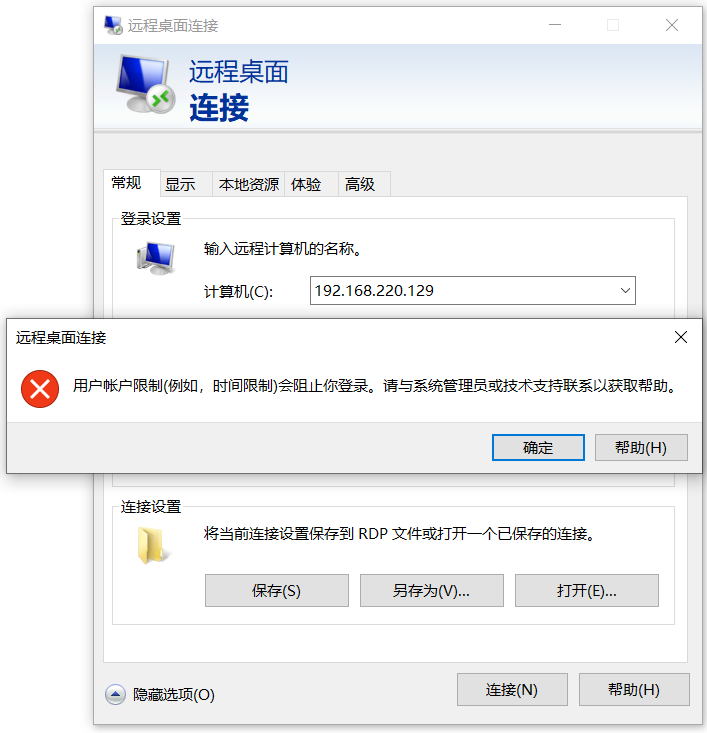 远程桌面连接
远程桌面
连接
常规 显示 本地资源 体验 高级
登录设置
输入远程计算机的名称。
计算机(C): 192.168.220.129
远程桌面连接
用户帐户限制(例如，时间限制)会阻止你登录。请与系统管理员或技术支持联系以获取帮助。
确定 帮助(H)
连接设置
将当前连接设置保存到 RDP 文件或打开一个已保存的连接。
保存(S) 另存为(V)... 打开(E)...
隐藏选项(O) 连接(N) 帮助(H)